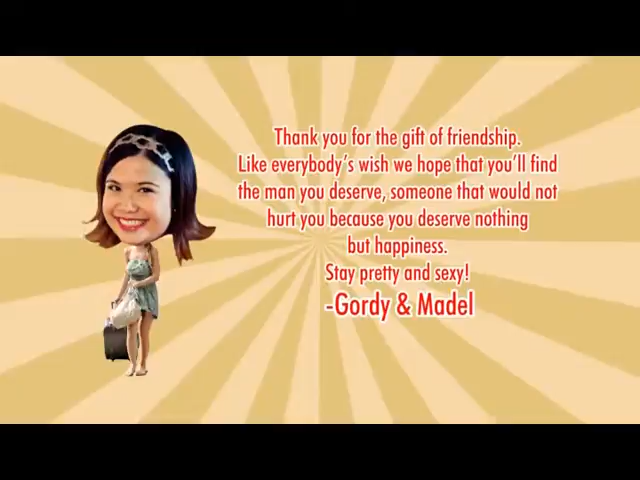 Thank you for the gift of friendship.
Like everybody's wish we hope that you'll find
the man you deserve, someone that would not
hurt you because you deserve nothing
but happiness.
Stay pretty and sexy!
-Gordy & Madel